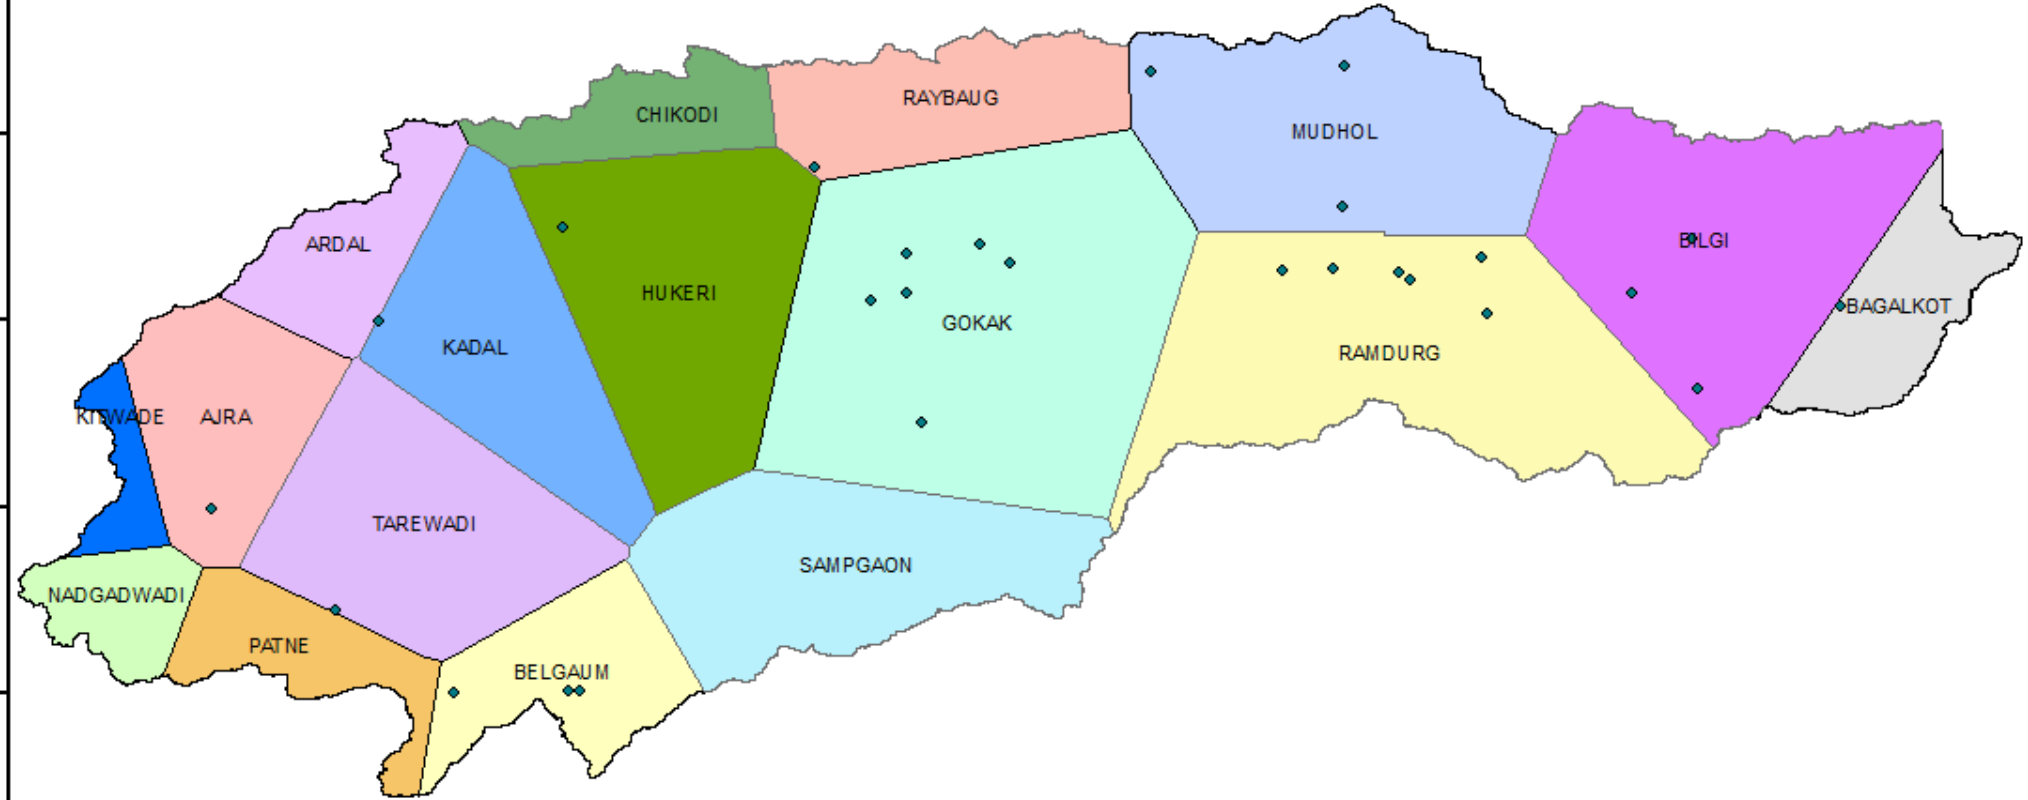 RAYBAUG
CHIKODI
MUDHOL
ARDAL
BILGI
HUKERI
BAGALKOT
GOKAK
KADAL
RAMDURG
KITWADE
AJRA
TAREWADI
SAMPGAON
NADGADWADI
PATNE
BELGAUM